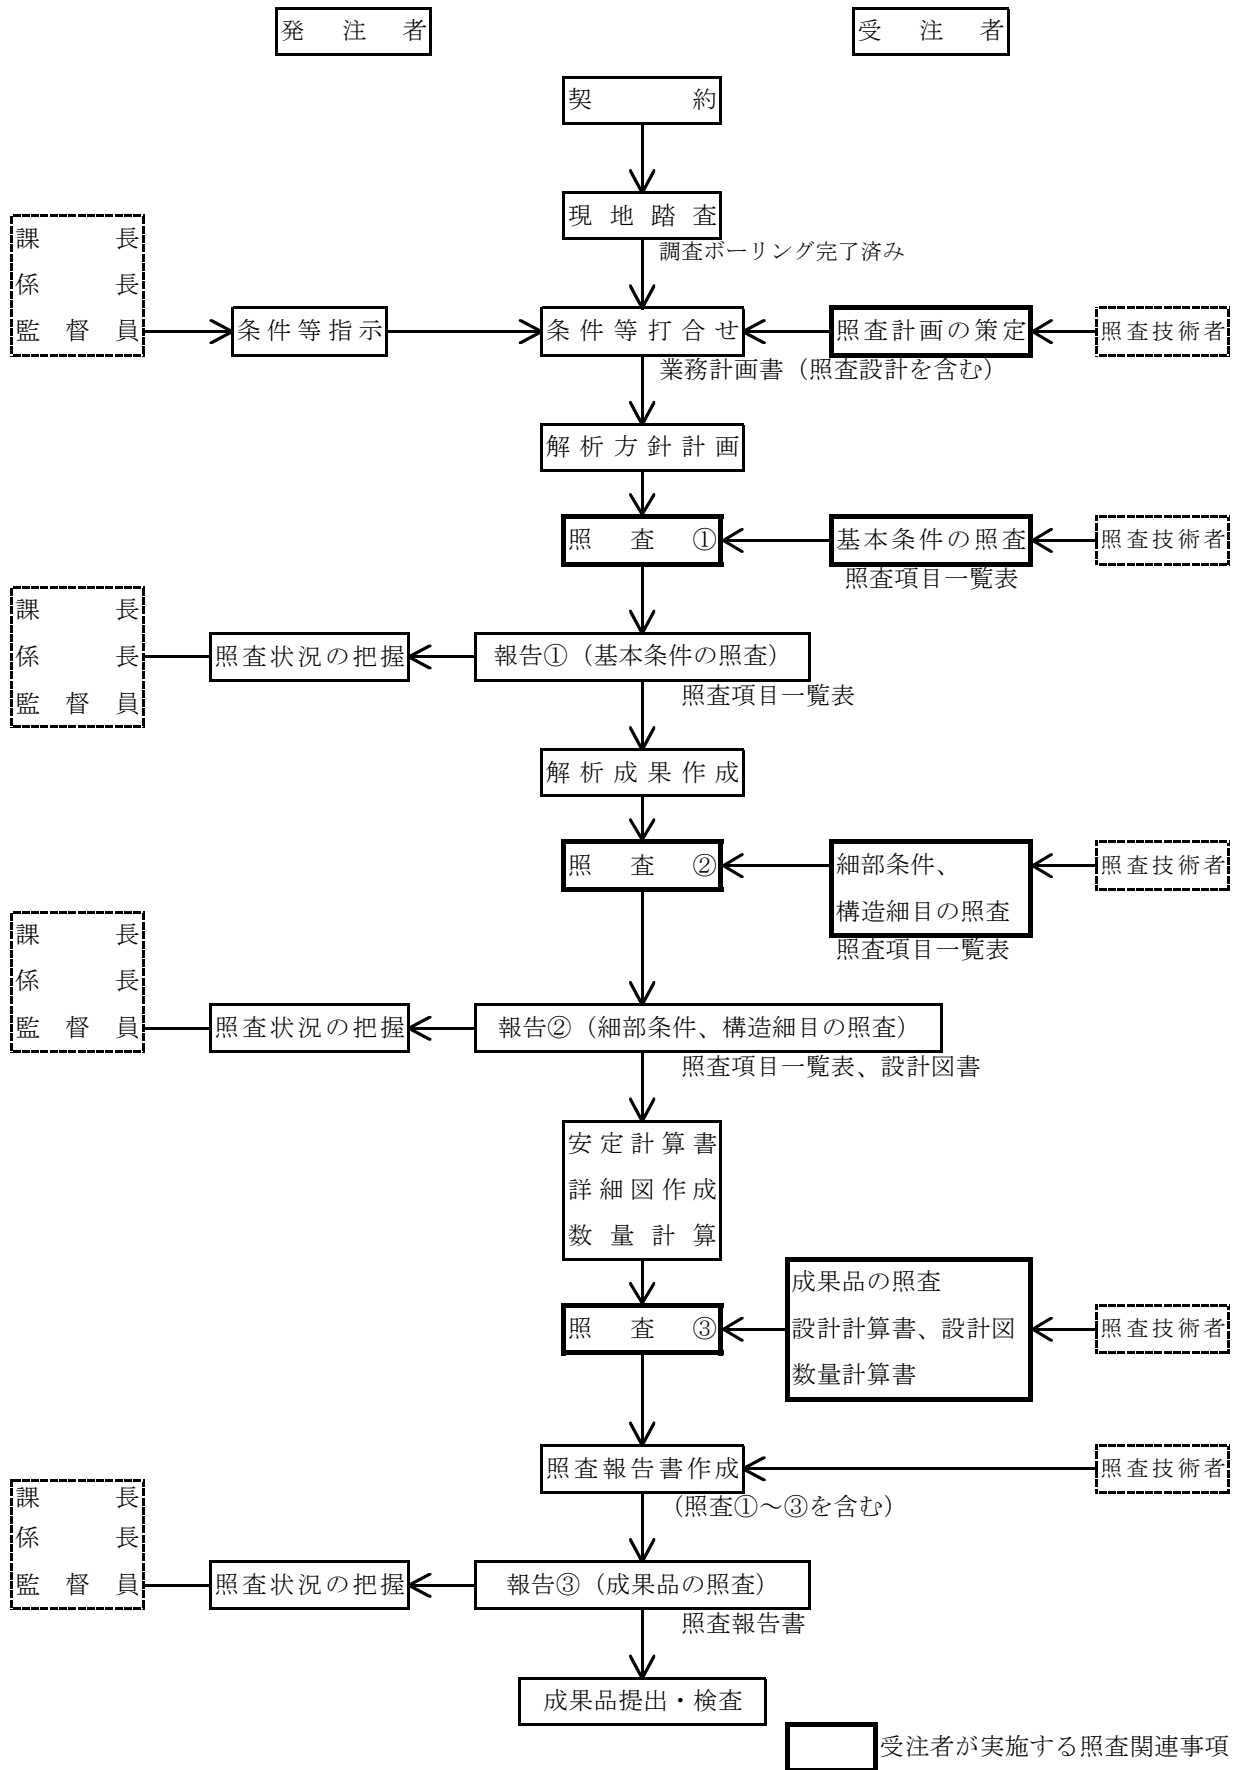 発注者
受注者
契約
現地踏査
調査ボーリング完了済み
課長
係長
監督員
条件等指示
条件等打合せ
照査計画の策定
照査技術者
業務計画書（照査設計を含む）
解析方針計画
照査①
基本条件の照査
照査技術者
照査項目一覧表
課長
係長
監督員
照査状況の把握
報告①（基本条件の照査）
照査項目一覧表
解析成果作成
照査②
細部条件、
構造細目の照査
照査技術者
照査項目一覧表
課長
係長
監督員
照査状況の把握
報告②（細部条件、構造細目の照査）
照査項目一覧表、設計図書
安定計算書
詳細図作成
数量計算
照査③
成果品の照査
設計計算書、設計図
数量計算書
照査技術者
照査報告書作成
照査技術者
（照査①～③を含む）
課長
係長
監督員
照査状況の把握
報告③（成果品の照査）
照査報告書
成果品提出・検査
受注者が実施する照査関連事項